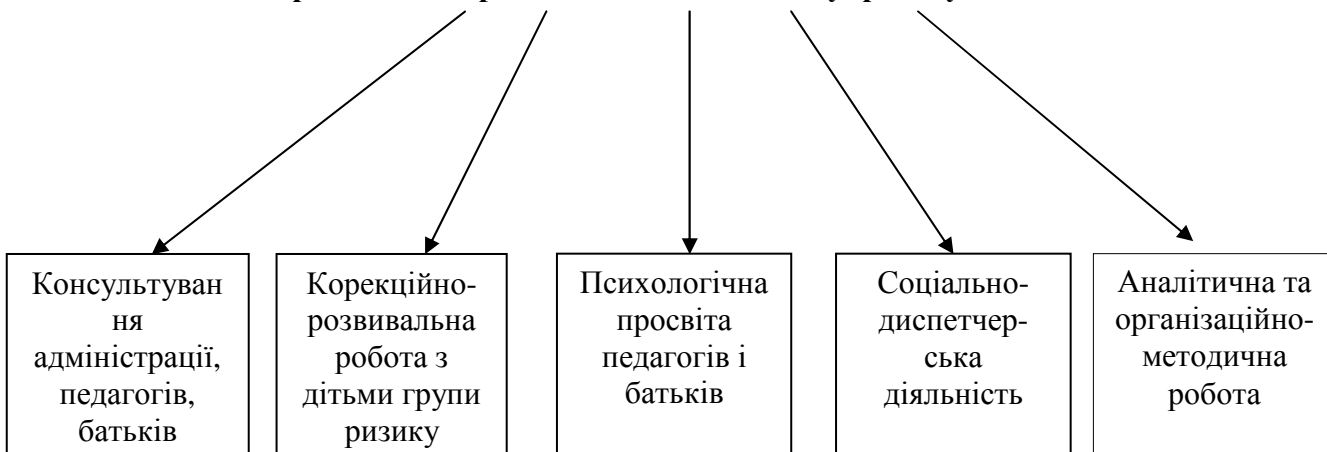 Консультуван
ня
адміністрації,
педагогів,
батьків
Корекційно-
розвивальна
робота з
дітьми групи
ризику
Психологічна
просвіта
педагогів і
батьків
Соціально-
диспетчер-
ська
діяльність
Аналітична та
організаційно-
методична
робота